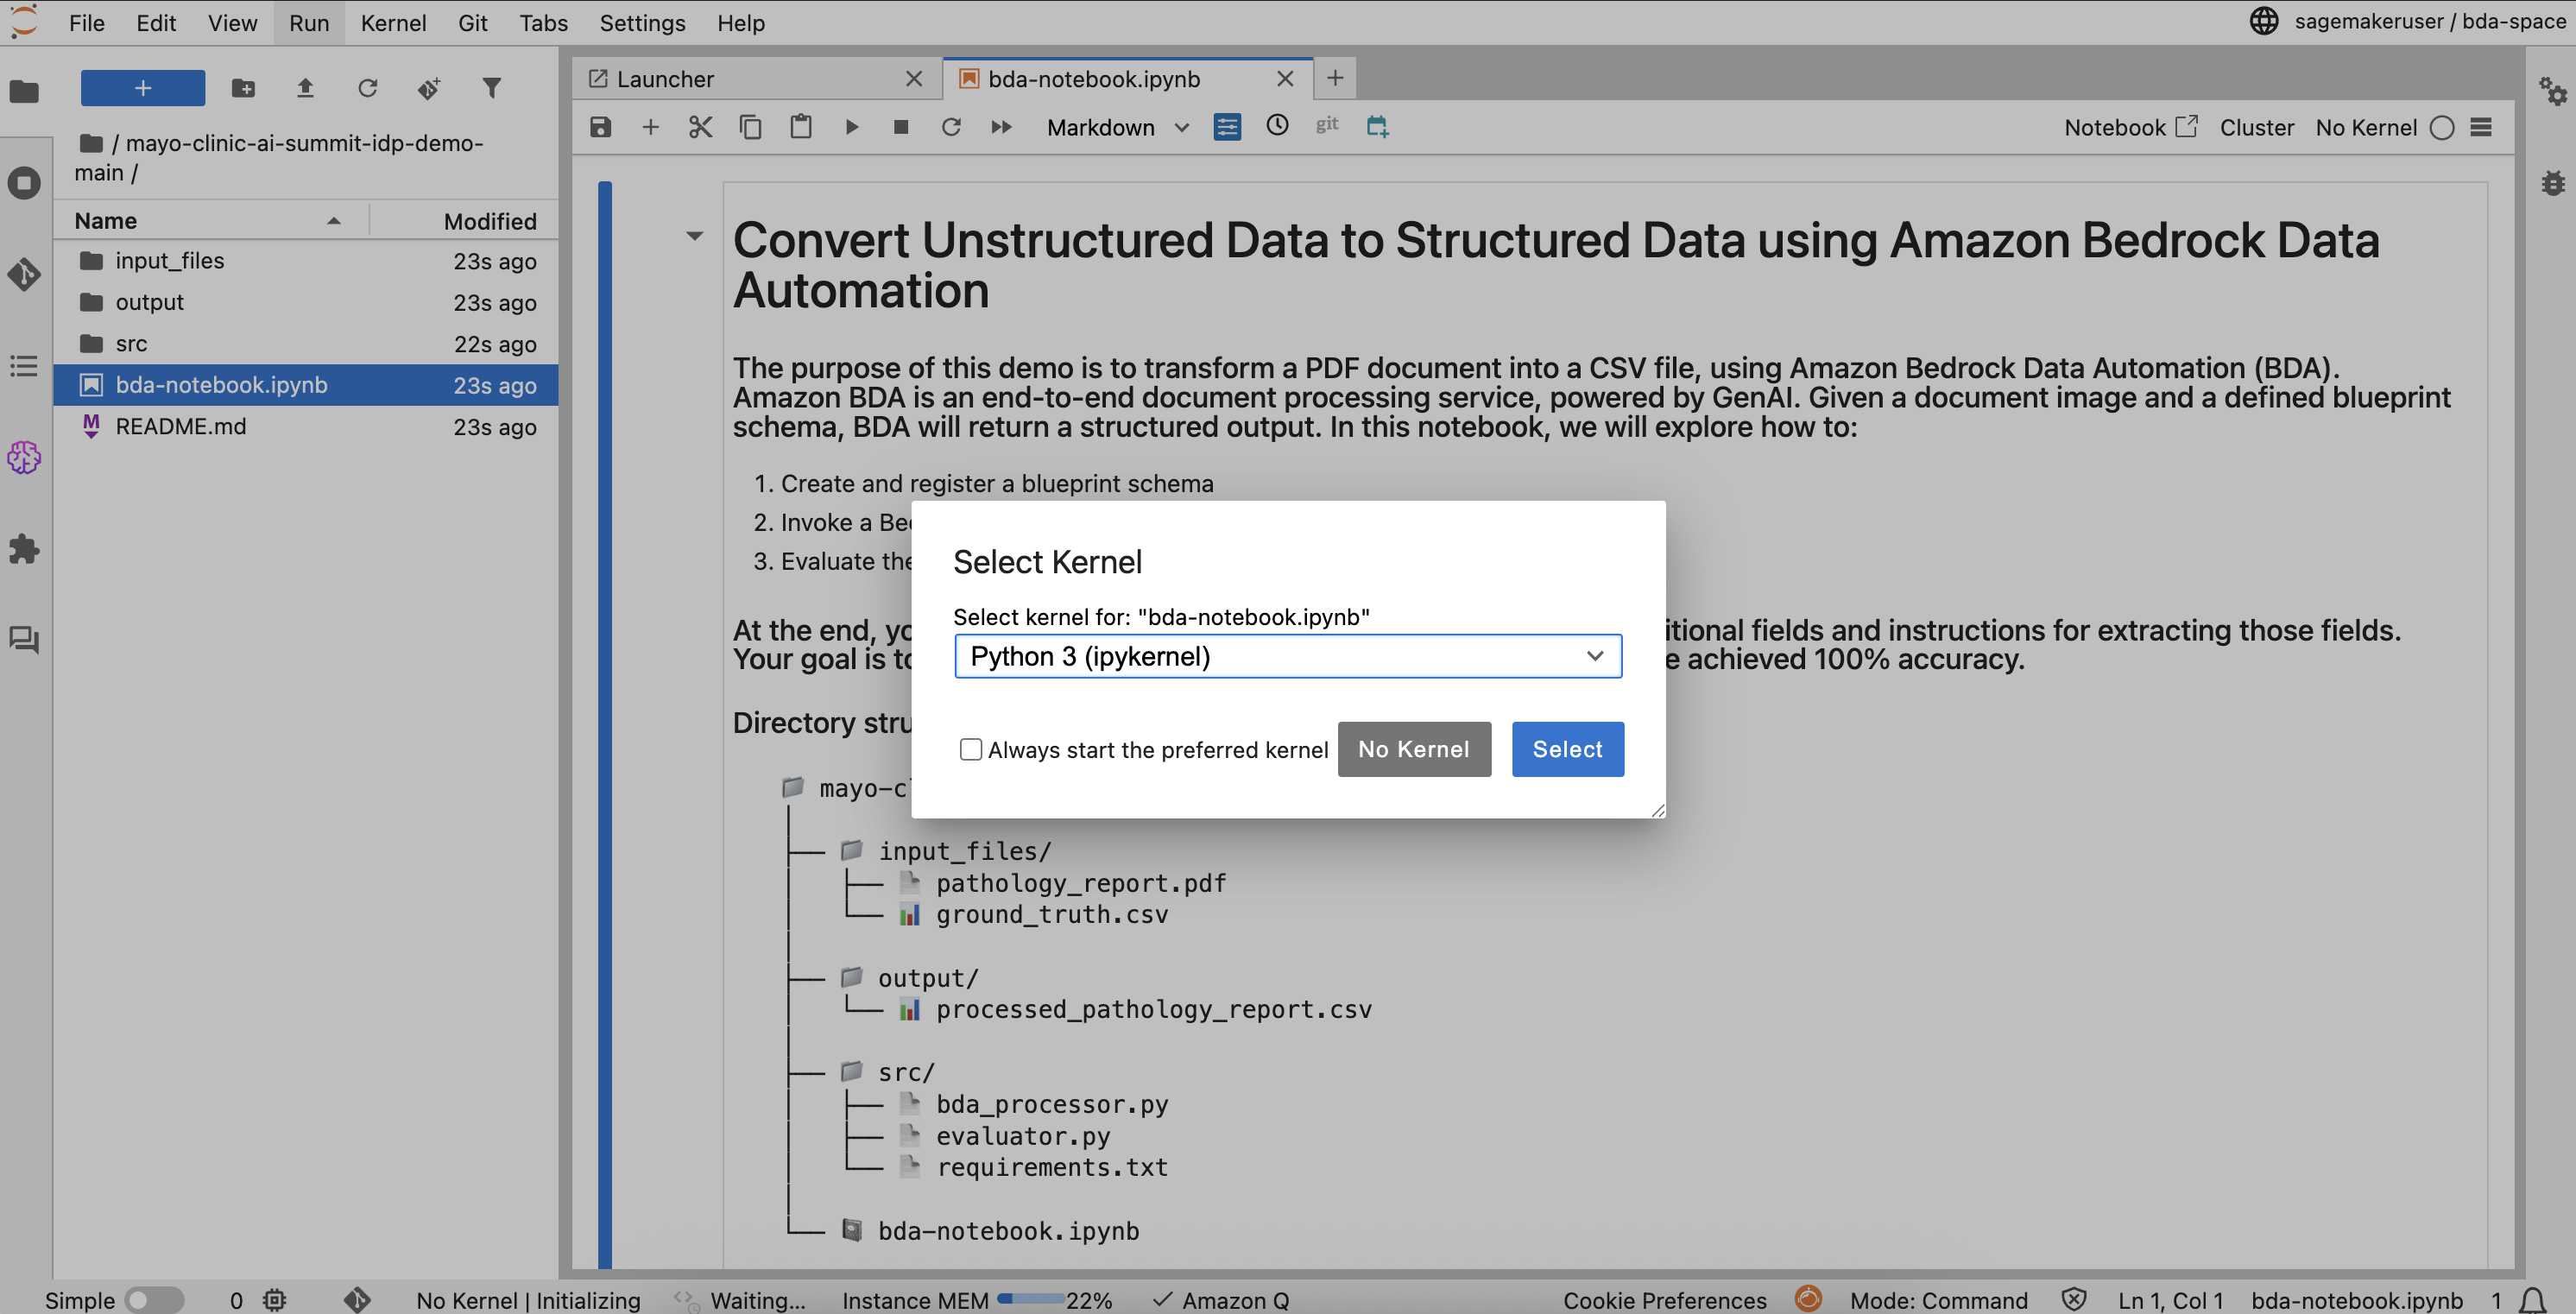 File Edit View Run Kernel Git Tabs Settings Help
sagemakeruser / bda-space
+
/ mayo-clinic-ai-summit-idp-demo-
main /
Name Modified
input_files 23s ago
output 23s ago
src 22s ago
bda-notebook.ipynb 23s ago
README.md 23s ago
Launcher
bda-notebook.ipynb
Markdown
git
Notebook Cluster No Kernel
Convert Unstructured Data to Structured Data using Amazon Bedrock Data
Automation
The purpose of this demo is to transform a PDF document into a CSV file, using Amazon Bedrock Data Automation (BDA).
Amazon BDA is an end-to-end document processing service, powered by GenAI. Given a document image and a defined blueprint
schema, BDA will return a structured output. In this notebook, we will explore how to:
1. Create and register a blueprint schema
2. Invoke a Be
3. Evaluate the
At the end, yo
itional fields and instructions for extracting those fields.
Your goal is to
e achieved 100% accuracy.
Directory stru
Select Kernel
Select kernel for: "bda-notebook.ipynb"
Python 3 (ipykernel)
Always start the preferred kernel
No Kernel
Select
mayo-c
input_files/
pathology_report.pdf
ground_truth.csv
output/
processed_pathology_report.csv
src/
bda_processor.py
evaluator.py
requirements.txt
bda-notebook.ipynb
Simple 0 No Kernel | Initializing Waiting... Instance MEM 22% Amazon Q Cookie Preferences Mode: Command Ln 1, Col 1 bda-notebook.ipynb 1